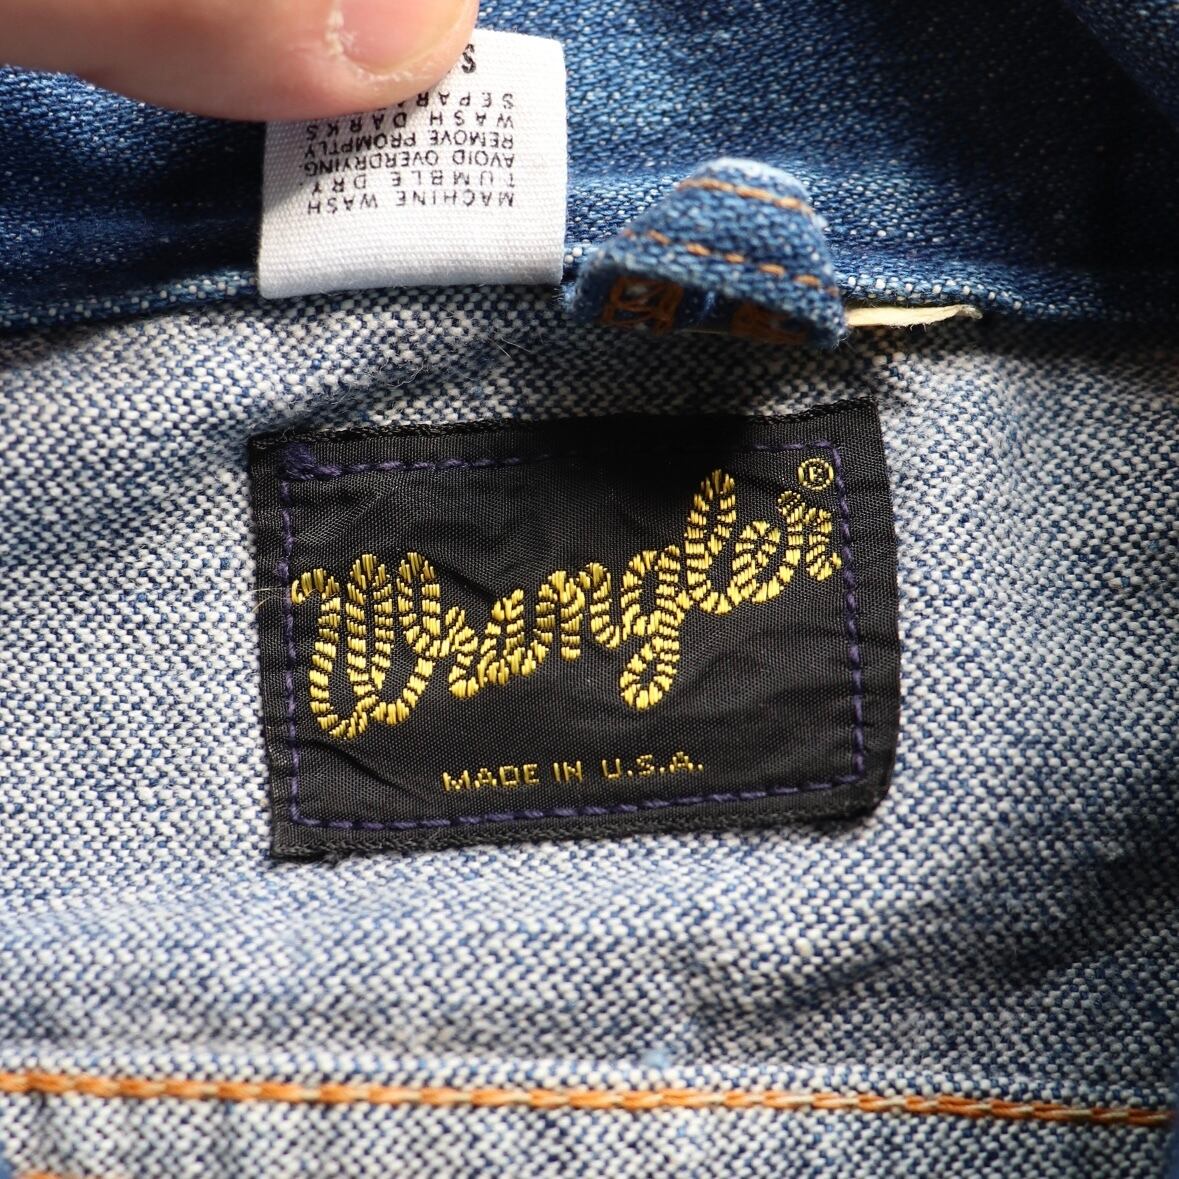 Wrangler®
MADE IN U.S.A.
MACHINE WASH
TUMBLE DRY
AVOID OVERDRYING
REMOVE PROMPTLY
WASH DARKS
S